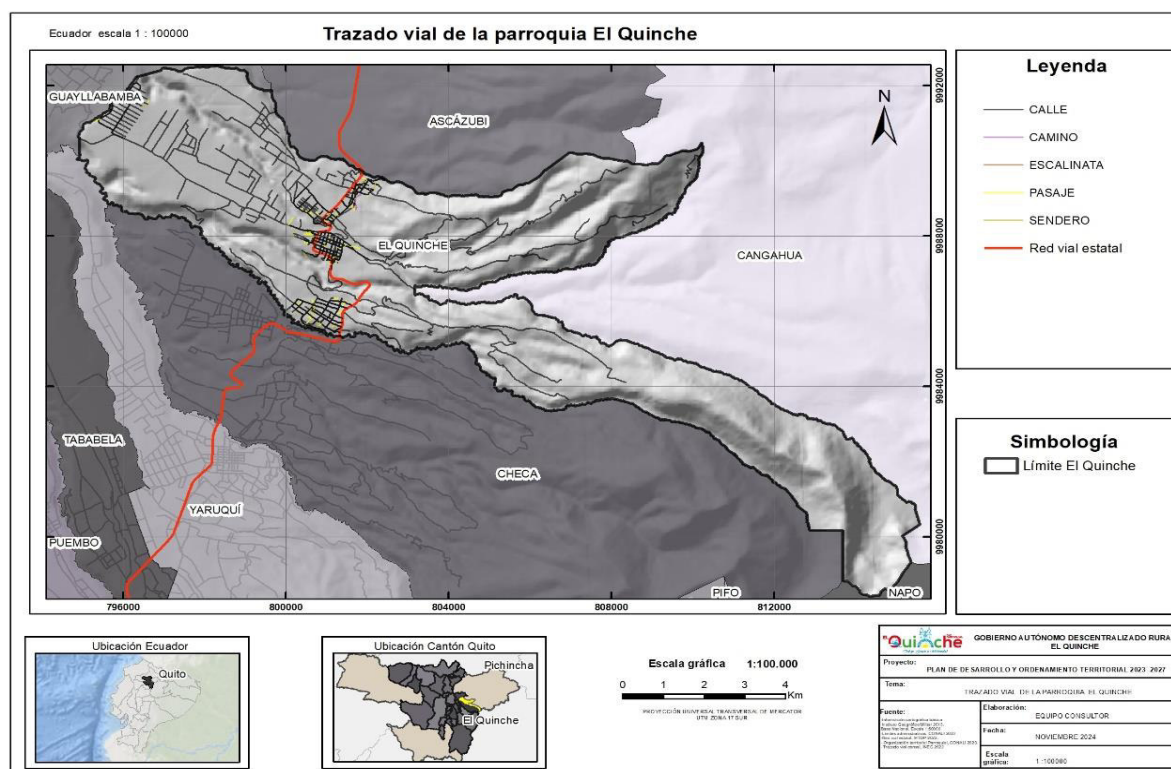 Ecuador escala 1 : 100000
Trazado vial de la parroquia El Quinche
GUAYLLABAMBA
ASCÁZUBI
N
EL QUINCHE
CANGAHUA
TABABELA
CHECA
YARUQUÍ
PUEMBO
PIFO
NAPO
9992000
9988000
9984000
9980000
796000
800000
804000
808000
812000
Leyenda
CALLE
CAMINO
ESCALINATA
PASAJE
SENDERO
Red vial estatal
Simbología
Límite El Quinche
Ubicación Ecuador
Quito
Ubicación Cantón Quito
Pichincha
El Quinche
Escala gráfica 1:100.000
0 1 2 3 4
Km
PROYECCIÓN UNIVERSAL TRANSVERSAL DE MERCATOR
UTM ZONA 17 SUR
Quinche
GOBIERNO AUTÓNOMO DESCENTRALIZADO RURAL
EL QUINCHE
Proyecto:
PLAN DE DESARROLLO Y ORDENAMIENTO TERRITORIAL 2023 2027
Tema:
TRAZADO VIAL DE LA PARROQUIA EL QUINCHE
Fuente:
Elaboración:
EQUIPO CONSULTOR
Fecha:
NOVIEMBRE 2024
Escala
gráfica:
1 :100000